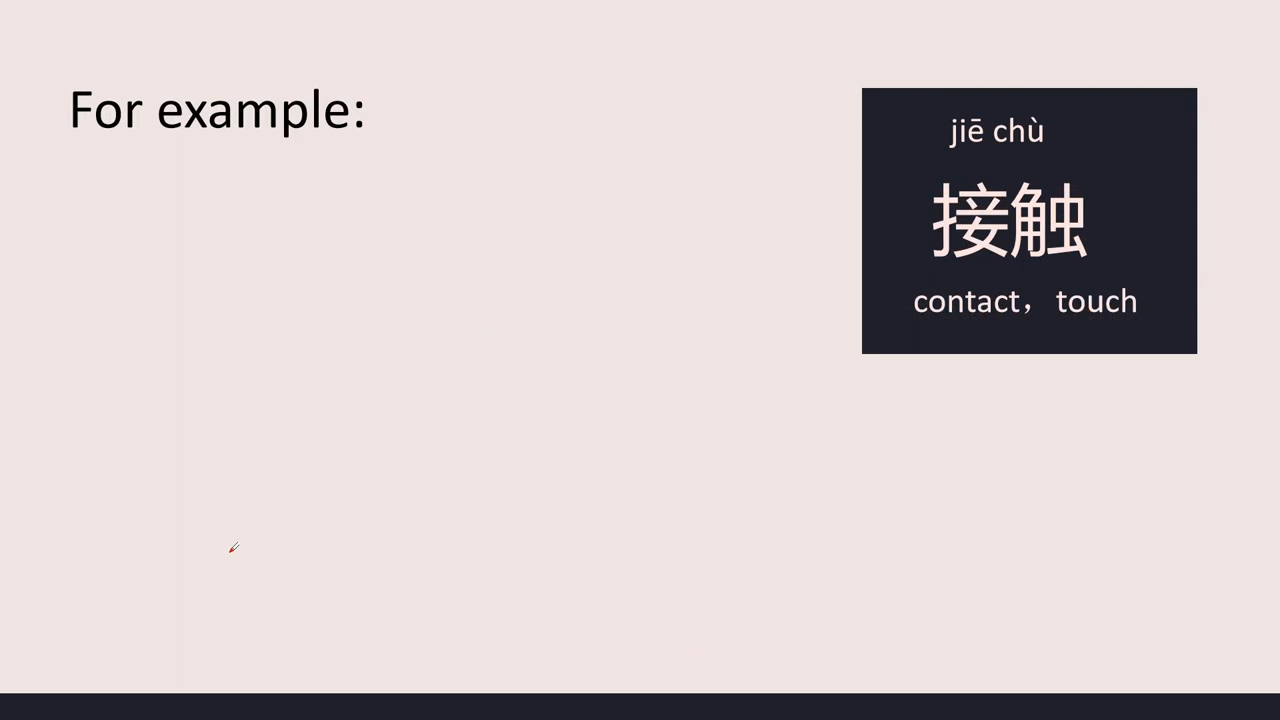 For example:
jiē chù
接触
contact，touch